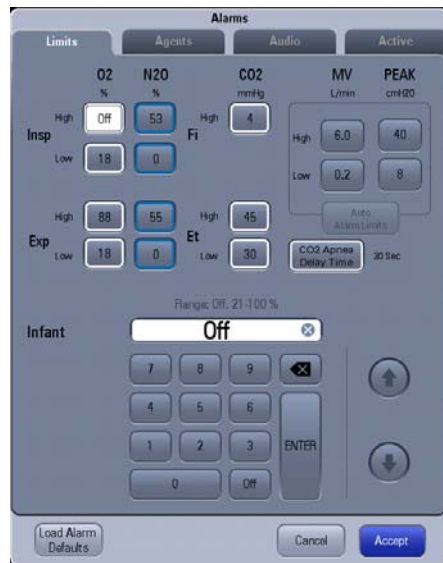 Alarms
Limits Agents Audio Active
O2 N2O CO2 MV PEAK
% % mmHg L/min cmH2O
High Off 53 High 4
Insp Fi High 6.0 40
Low 18 0
Low 0.2 8
High 88 55 High 45 Auto Alarm Limits
Exp Et
Low 18 0 Low 30 CO2 Apnea Delay Time 30 Sec
Range: Off, 21-100 %
Infant Off
7 8 9
4 5 6
1 2 3 ENTER
0 Off
Load Alarm Defaults Cancel Accept